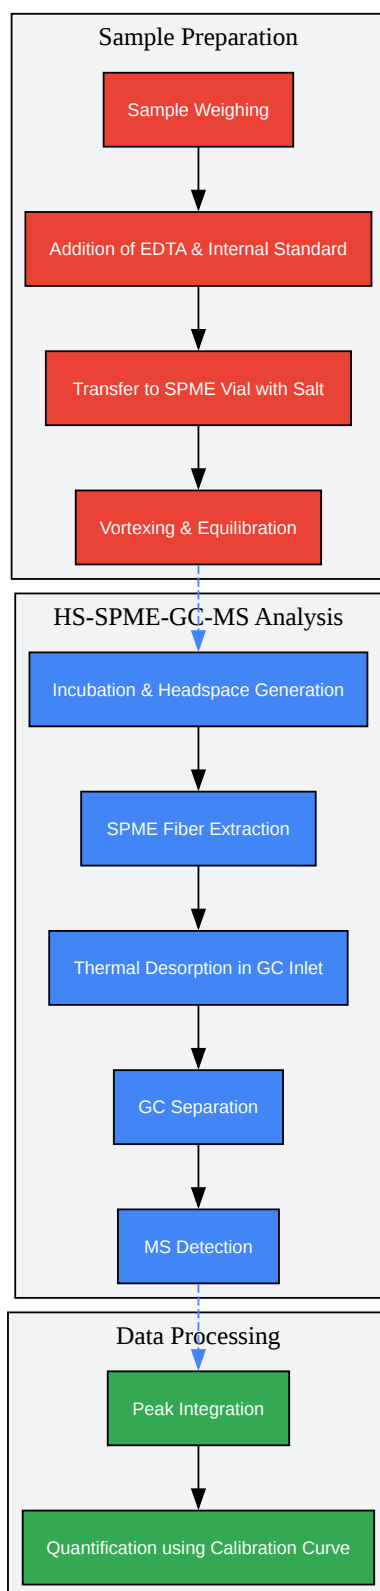 Sample Preparation
Sample Weighing
Addition of EDTA & Internal Standard
Transfer to SPME Vial with Salt
Vortexing & Equilibration
HS-SPME-GC-MS Analysis
Incubation & Headspace Generation
SPME Fiber Extraction
Thermal Desorption in GC Inlet
GC Separation
MS Detection
Data Processing
Peak Integration
Quantification using Calibration Curve